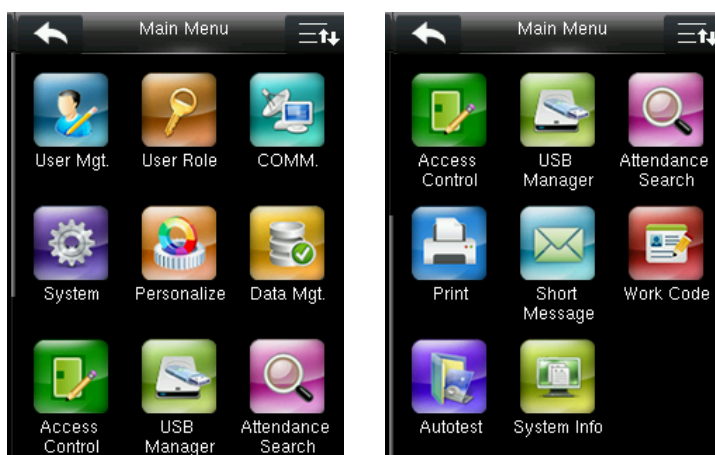 Main Menu
User Mgt.
User Role
COMM.
System
Personalize
Data Mgt.
Access
Control
USB
Manager
Attendance
Search
Main Menu
Access
Control
USB
Manager
Attendance
Search
Print
Short
Message
Work Code
Autotest
System Info